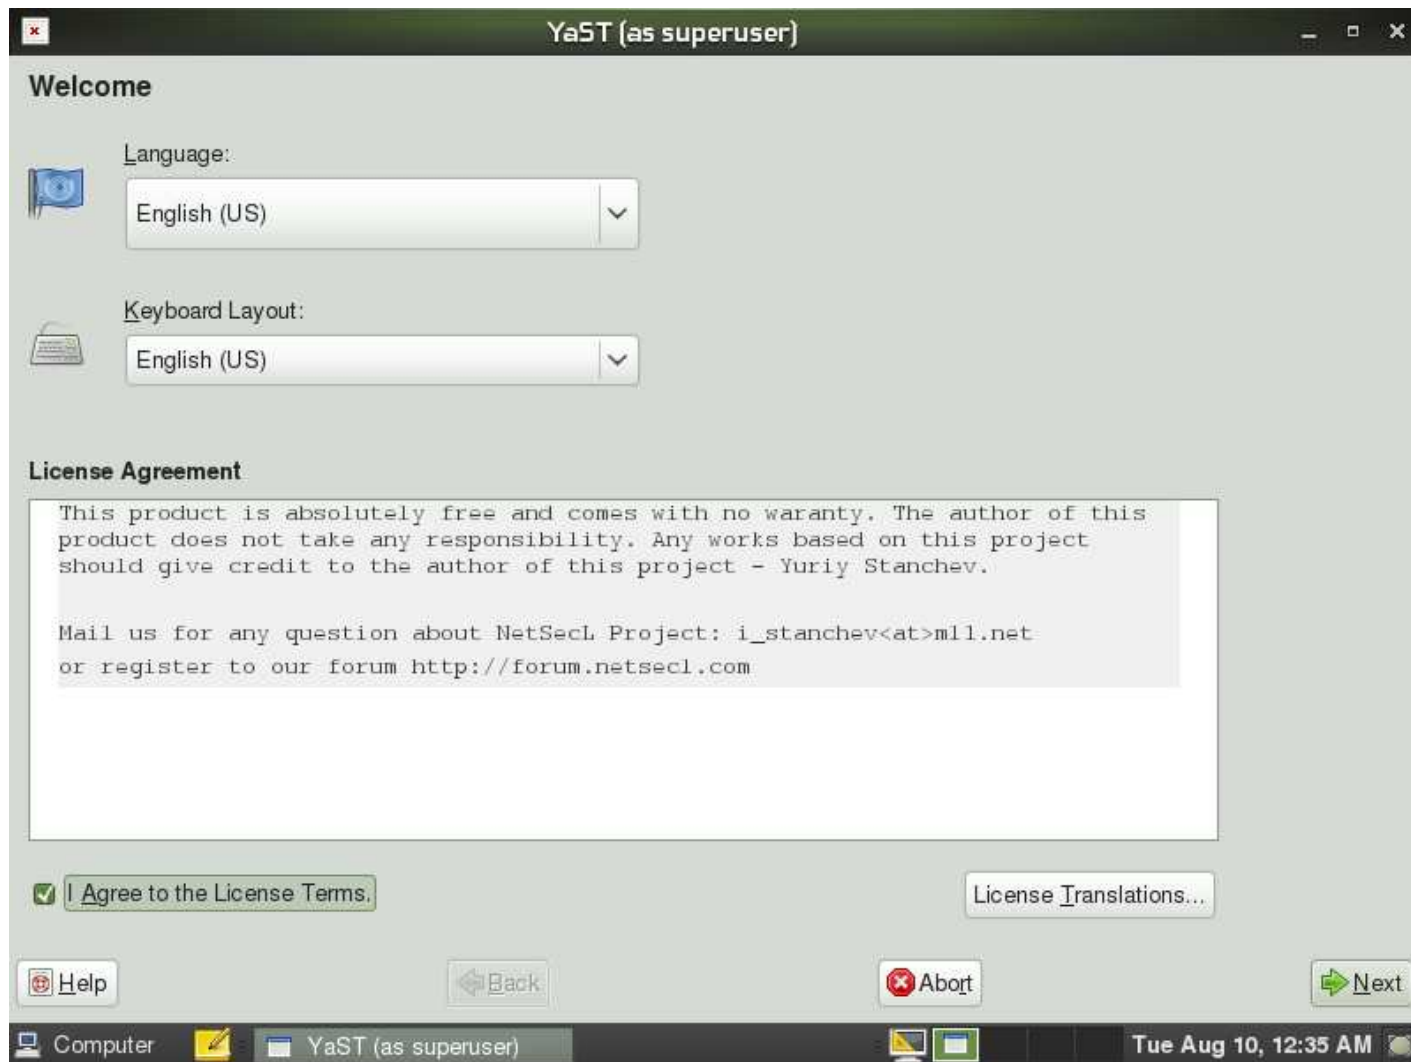 YaST (as superuser)
Welcome
Language:
English (US)
Keyboard Layout:
English (US)
License Agreement
This product is absolutely free and comes with no waranty. The author of this
product does not take any responsibility. Any works based on this project
should give credit to the author of this project - Yuriy Stanchev.
Mail us for any question about NetSecL Project: i_stanchev<at>ml1.net
or register to our forum http://forum.netsecl.com
I Agree to the License Terms.
License Translations...
Help
Back
Abort
Next
Computer
YaST (as superuser)
Tue Aug 10, 12:35 AM